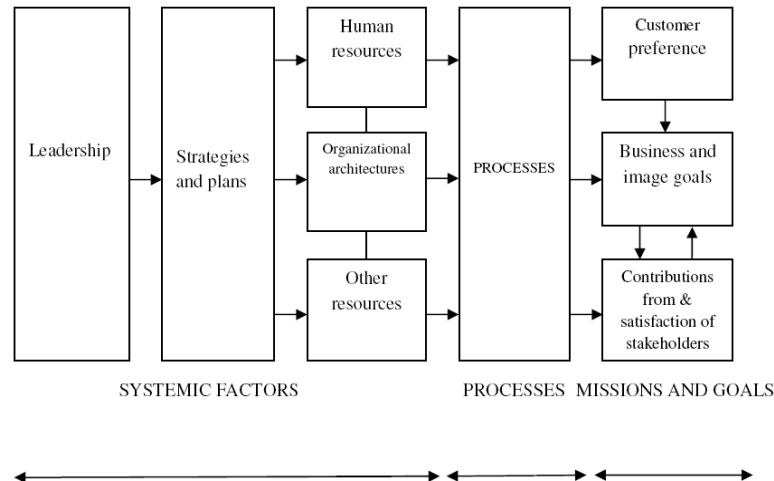 Leadership
Strategies
and plans
Human
resources
Organizational
architectures
Other
resources
PROCESSES
Customer
preference
Business and
image goals
Contributions
from &
satisfaction of
stakeholders
SYSTEMIC FACTORS
PROCESSES
MISSIONS AND GOALS